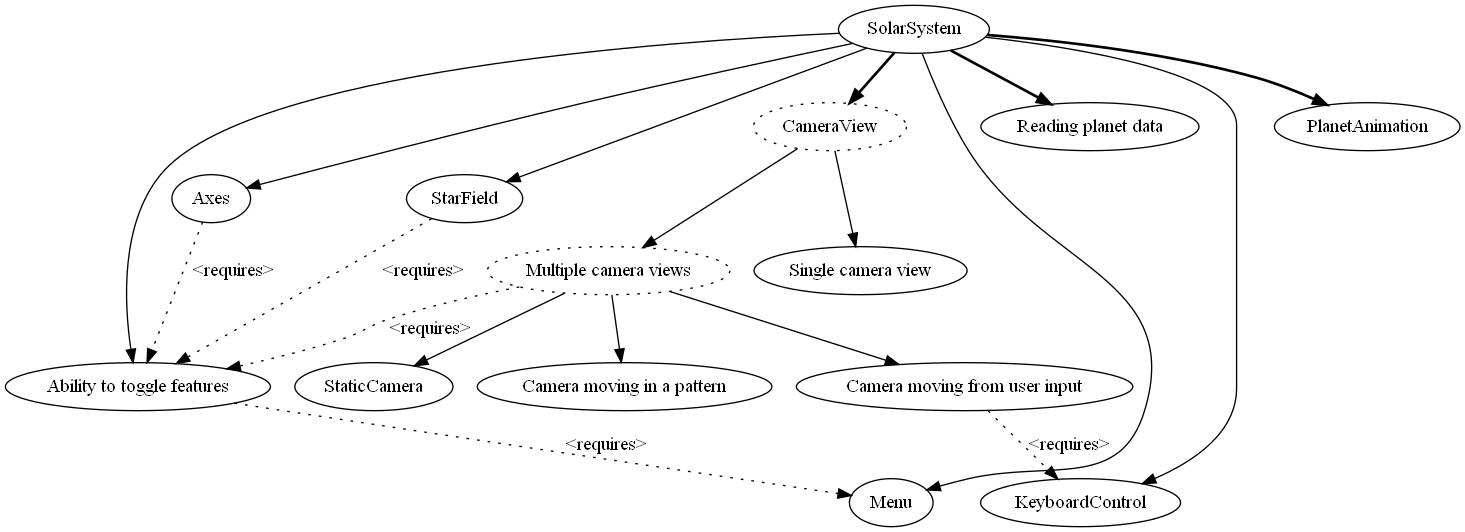 SolarSystem
CameraView
Reading planet data
PlanetAnimation
Axes
StarField
<requires>
<requires>
Multiple camera views
Single camera view
<requires>
Ability to toggle features
StaticCamera
Camera moving in a pattern
Camera moving from user input
<requires>
<requires>
Menu
KeyboardControl